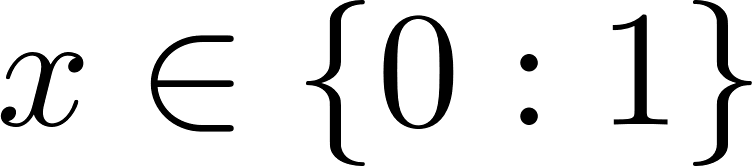 x ∈ {0 : 1}